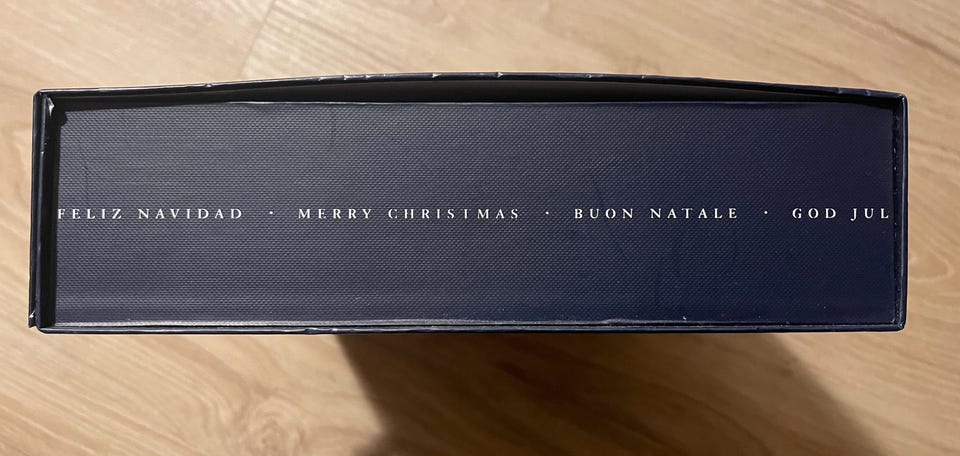 FELIZ NAVIDAD · MERRY CHRISTMAS · BUON NATALE · GOD JUL